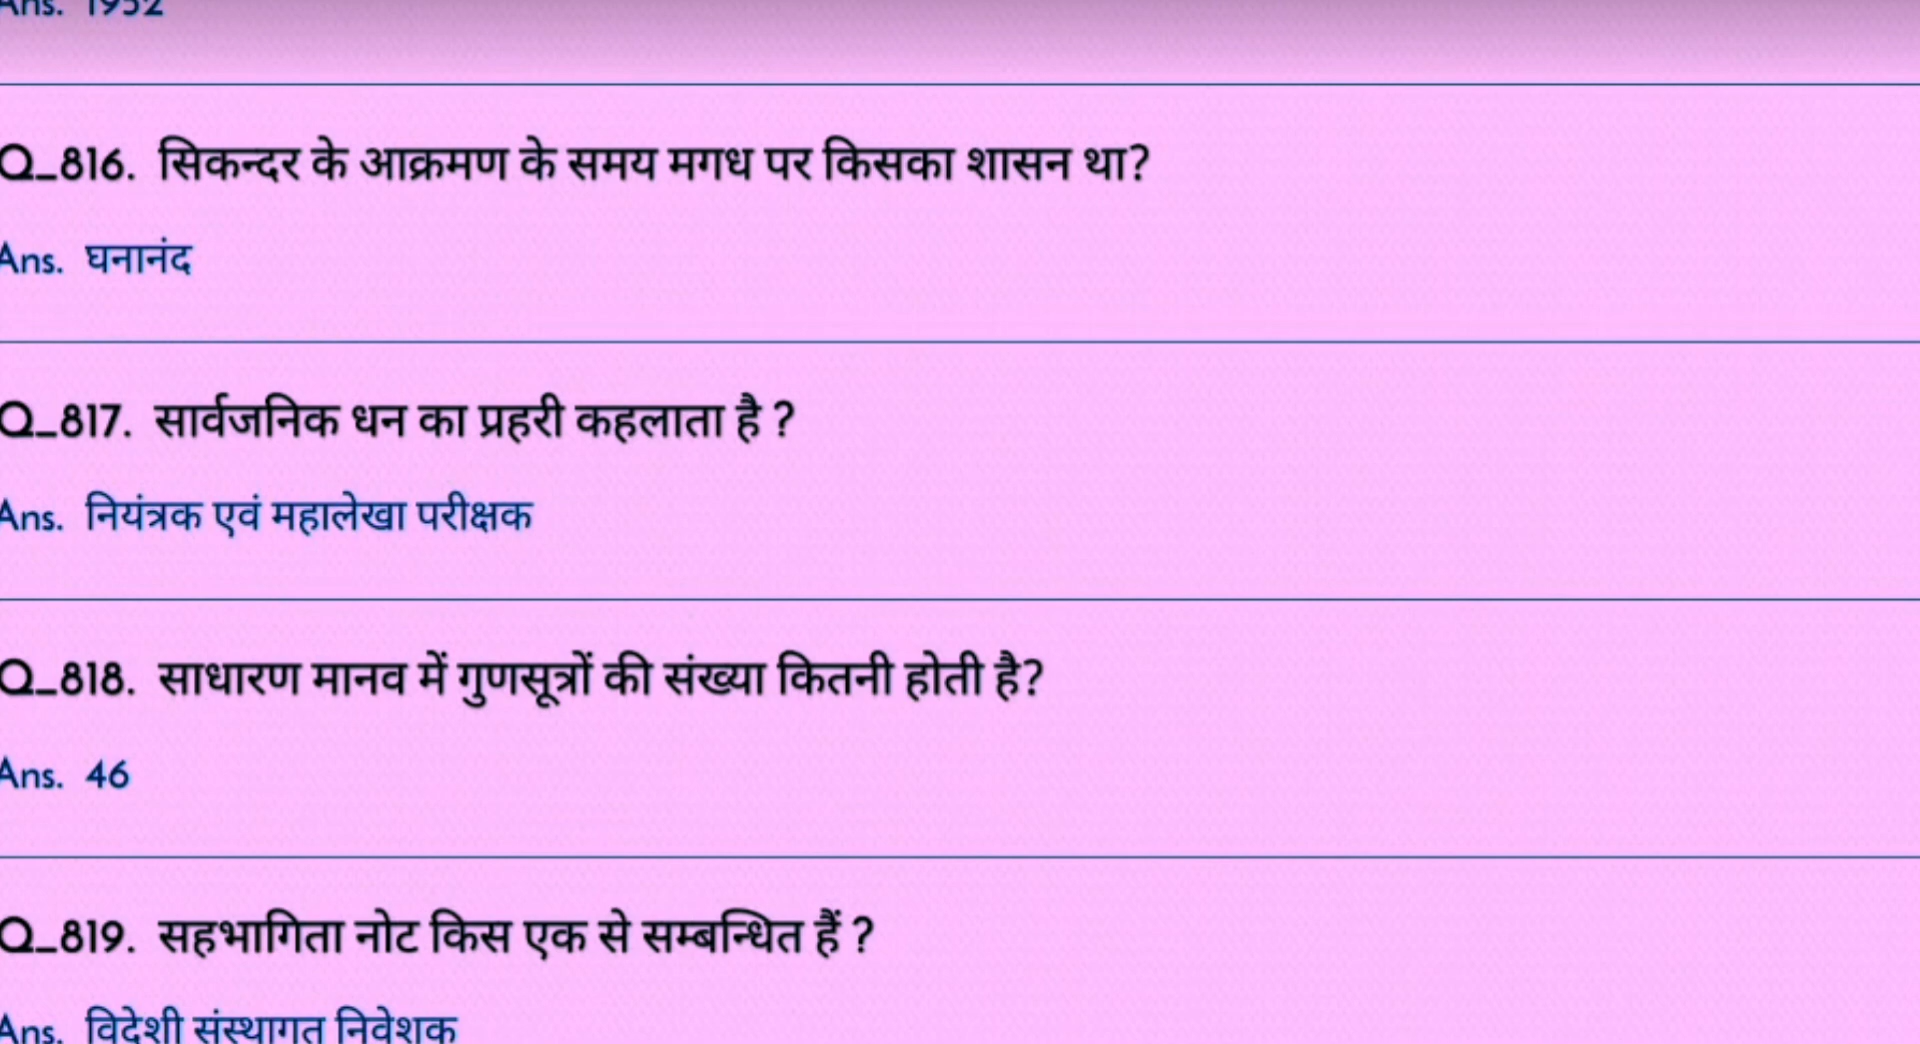 Ans. 1952
Q_816. सिकन्दर के आक्रमण के समय मगध पर किसका शासन था?
Ans. घनानंद
Q_817. सार्वजनिक धन का प्रहरी कहलाता है ?
Ans. नियंत्रक एवं महालेखा परीक्षक
Q_818. साधारण मानव में गुणसूत्रों की संख्या कितनी होती है?
Ans. 46
Q_819. सहभागिता नोट किस एक से सम्बन्धित हैं ?
Ans. विदेशी संस्थागत निवेशक